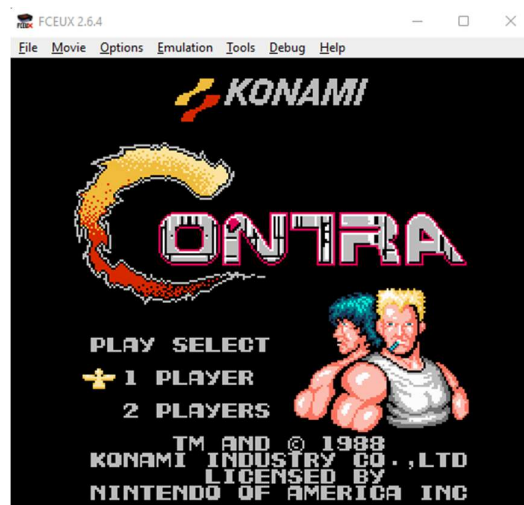 FCEUX 2.6.4
File Movie Options Emulation Tools Debug Help
KONAMI
CONTRA
PLAY SELECT
1 PLAYER
2 PLAYERS
TM AND © 1988
KONAMI INDUSTRY CO.,LTD
LICENSED BY
NINTENDO OF AMERICA INC